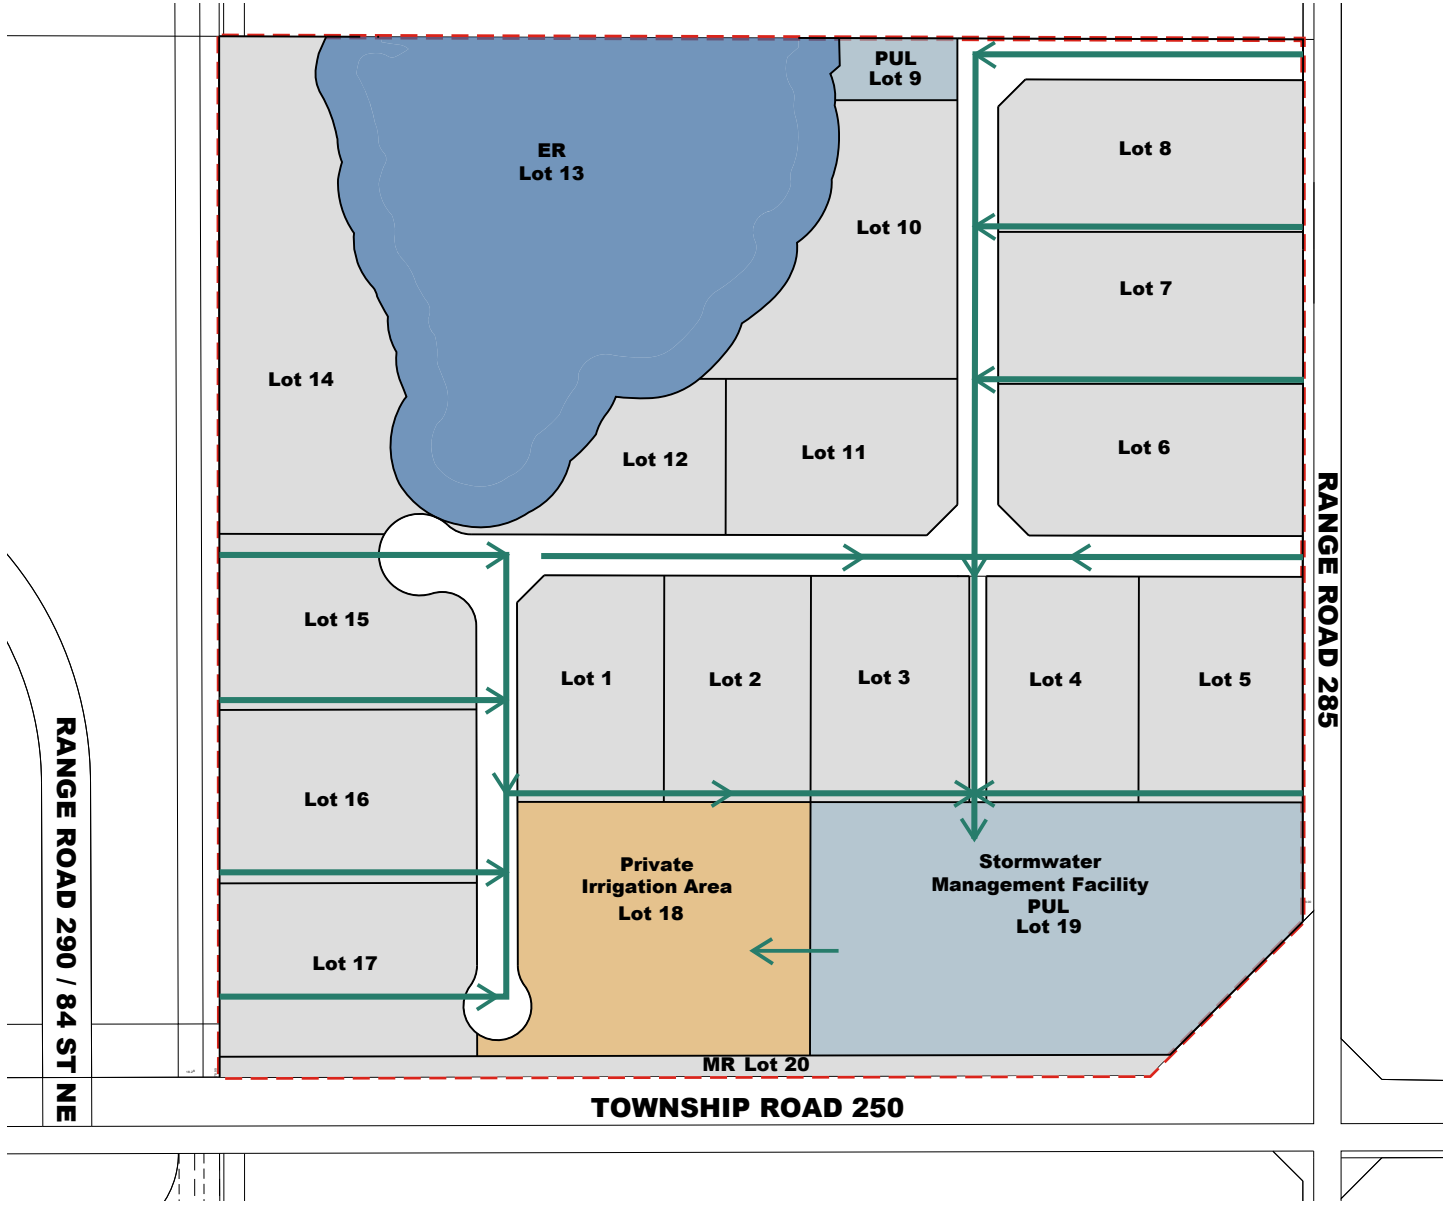 PUL
Lot 9
ER
Lot 13
Lot 8
Lot 10
Lot 7
Lot 14
Lot 12
Lot 11
Lot 6
RANGE ROAD 285
Lot 15
Lot 1
Lot 2
Lot 3
Lot 4
Lot 5
RANGE ROAD 290 / 84 ST NE
Lot 16
Private
Irrigation Area
Lot 18
Stormwater
Management Facility
PUL
Lot 19
Lot 17
MR Lot 20
TOWNSHIP ROAD 250